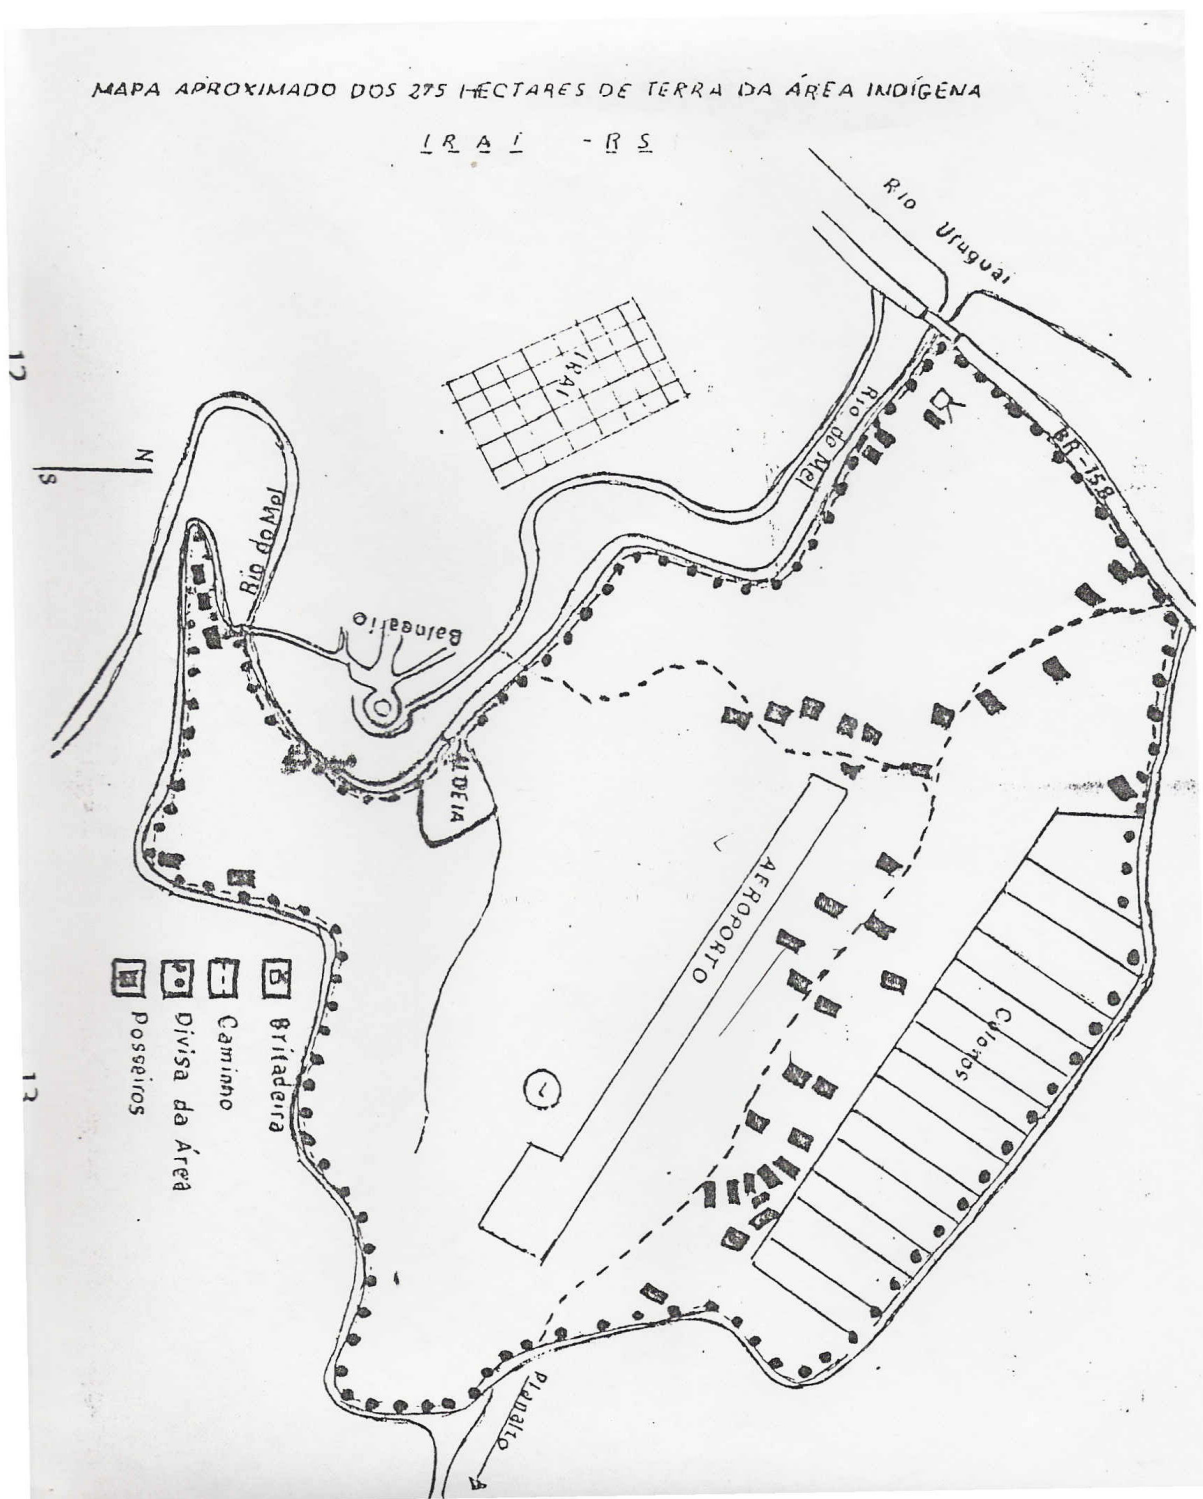 MAPA APROXIMADO DOS 275 HECTARES DE TERRA DA ÁREA INDÍGENA
IRAÍ - RS
Rio Uruguai
IRAÍ
Rio do Mel
BR-158
12
N
S
Rio do Mel
Balneario
ALDEIA
AEROPORTO
Colonos
Britadeira
Caminho
Divisa da Área
Posseiros
13
Planalto